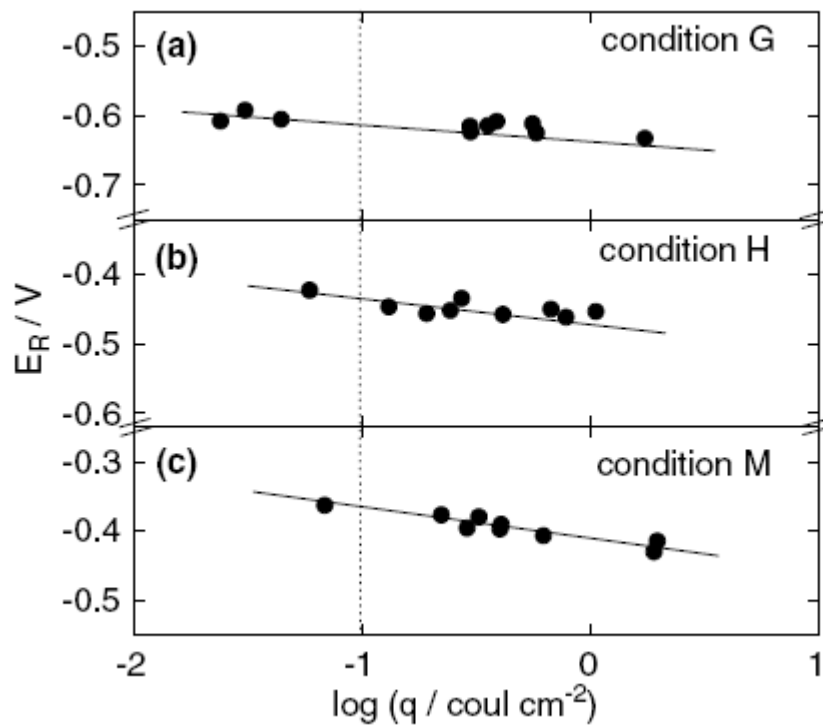 (a)
condition G
-0.5
-0.6
-0.7
(b)
condition H
-0.4
-0.5
-0.6
(c)
condition M
-0.3
-0.4
-0.5
E_R / V
-2
-1
0
1
log (q / coul cm⁻²)